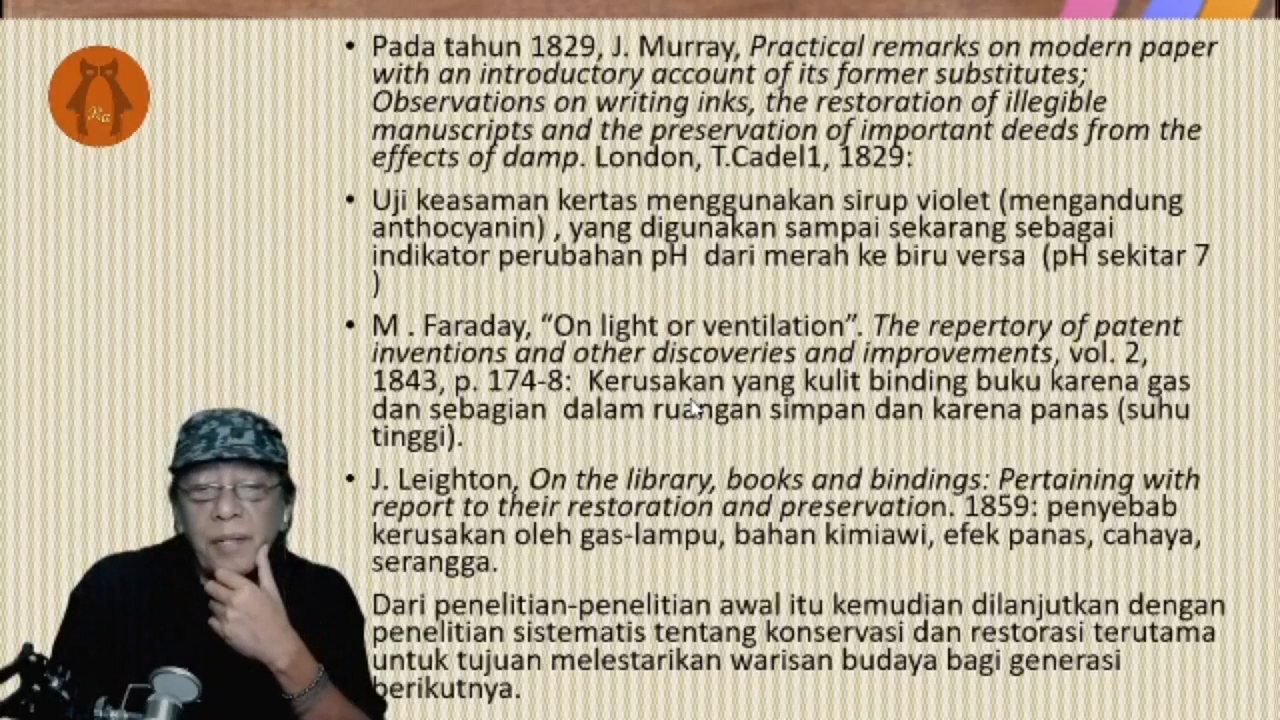 • Pada tahun 1829, J. Murray, Practical remarks on modern paper
with an introductory account of its former substitutes;
Observations on writing inks, the restoration of illegible
manuscripts and the preservation of important deeds from the
effects of damp. London, T.Cadel1, 1829:
• Uji keasaman kertas menggunakan sirup violet (mengandung
anthocyanin) , yang digunakan sampai sekarang sebagai
indikator perubahan pH dari merah ke biru versa (pH sekitar 7
)
• M . Faraday, “On light or ventilation”. The repertory of patent
inventions and other discoveries and improvements, vol. 2,
1843, p. 174-8: Kerusakan yang kulit binding buku karena gas
dan sebagian dalam ruangan simpan dan karena panas (suhu
tinggi).
• J. Leighton, On the library, books and bindings: Pertaining with
report to their restoration and preservation. 1859: penyebab
kerusakan oleh gas-lampu, bahan kimiawi, efek panas, cahaya,
serangga.
Dari penelitian-penelitian awal itu kemudian dilanjutkan dengan
penelitian sistematis tentang konservasi dan restorasi terutama
untuk tujuan melestarikan warisan budaya bagi generasi
berikutnya.